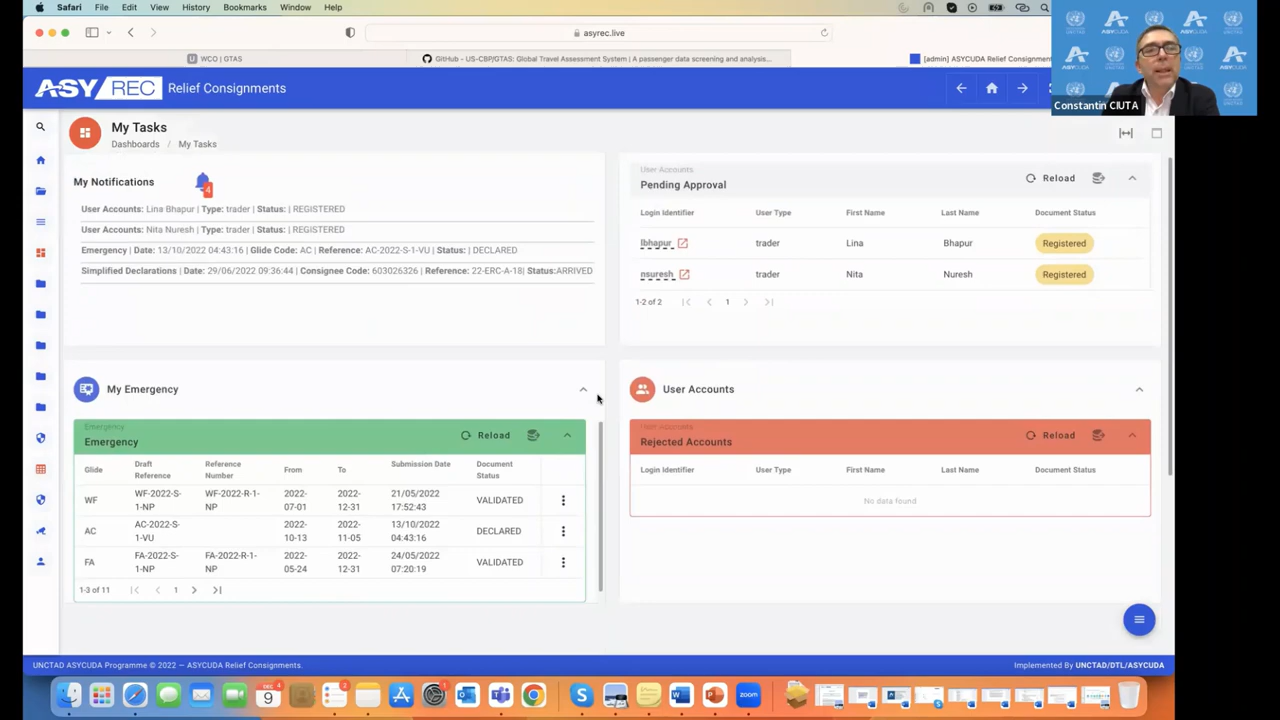 Safari File Edit View History Bookmarks Window Help
asyrec.live
WCO | GTAS
GitHub - US-CBP/GTAS: Global Travel Assessment System | A passenger data screening and analysis...
[admin] ASYCUDA Relief Consignment
ASYCUDA
UNCTAD
Constantin CIUTA
ASY/REC Relief Consignments
My Tasks
Dashboards / My Tasks
My Notifications
4
User Accounts: Lina Bhapur | Type: trader | Status: | REGISTERED
User Accounts: Nita Nuresh | Type: trader | Status: | REGISTERED
Emergency | Date: 13/10/2022 04:43:16 | Glide Code: AC | Reference: AC-2022-S-1-VU | Status: | DECLARED
Simplified Declarations | Date: 29/06/2022 09:36:44 | Consignee Code: 603026326 | Reference: 22-ERC-A-18| Status:ARRIVED
User Accounts
Pending Approval
Reload
Login Identifier User Type First Name Last Name Document Status
lbhapur trader Lina Bhapur Registered
nsuresh trader Nita Nuresh Registered
1-2 of 2 1
My Emergency
Emergency
Emergency
Reload
Glide Draft Reference Reference Number From To Submission Date Document Status
WF WF-2022-S-1-NP WF-2022-R-1-NP 2022-07-01 2022-12-31 21/05/2022 17:52:43 VALIDATED
AC AC-2022-S-1-VU 2022-10-13 2022-11-05 13/10/2022 04:43:16 DECLARED
FA FA-2022-S-1-NP FA-2022-R-1-NP 2022-05-24 2022-12-31 24/05/2022 07:20:19 VALIDATED
1-3 of 11 1
User Accounts
User Accounts
Rejected Accounts
Reload
Login Identifier User Type First Name Last Name Document Status
No data found
UNCTAD ASYCUDA Programme © 2022 — ASYCUDA Relief Consignments.
Implemented By UNCTAD/DTL/ASYCUDA
DEC
9
zoom